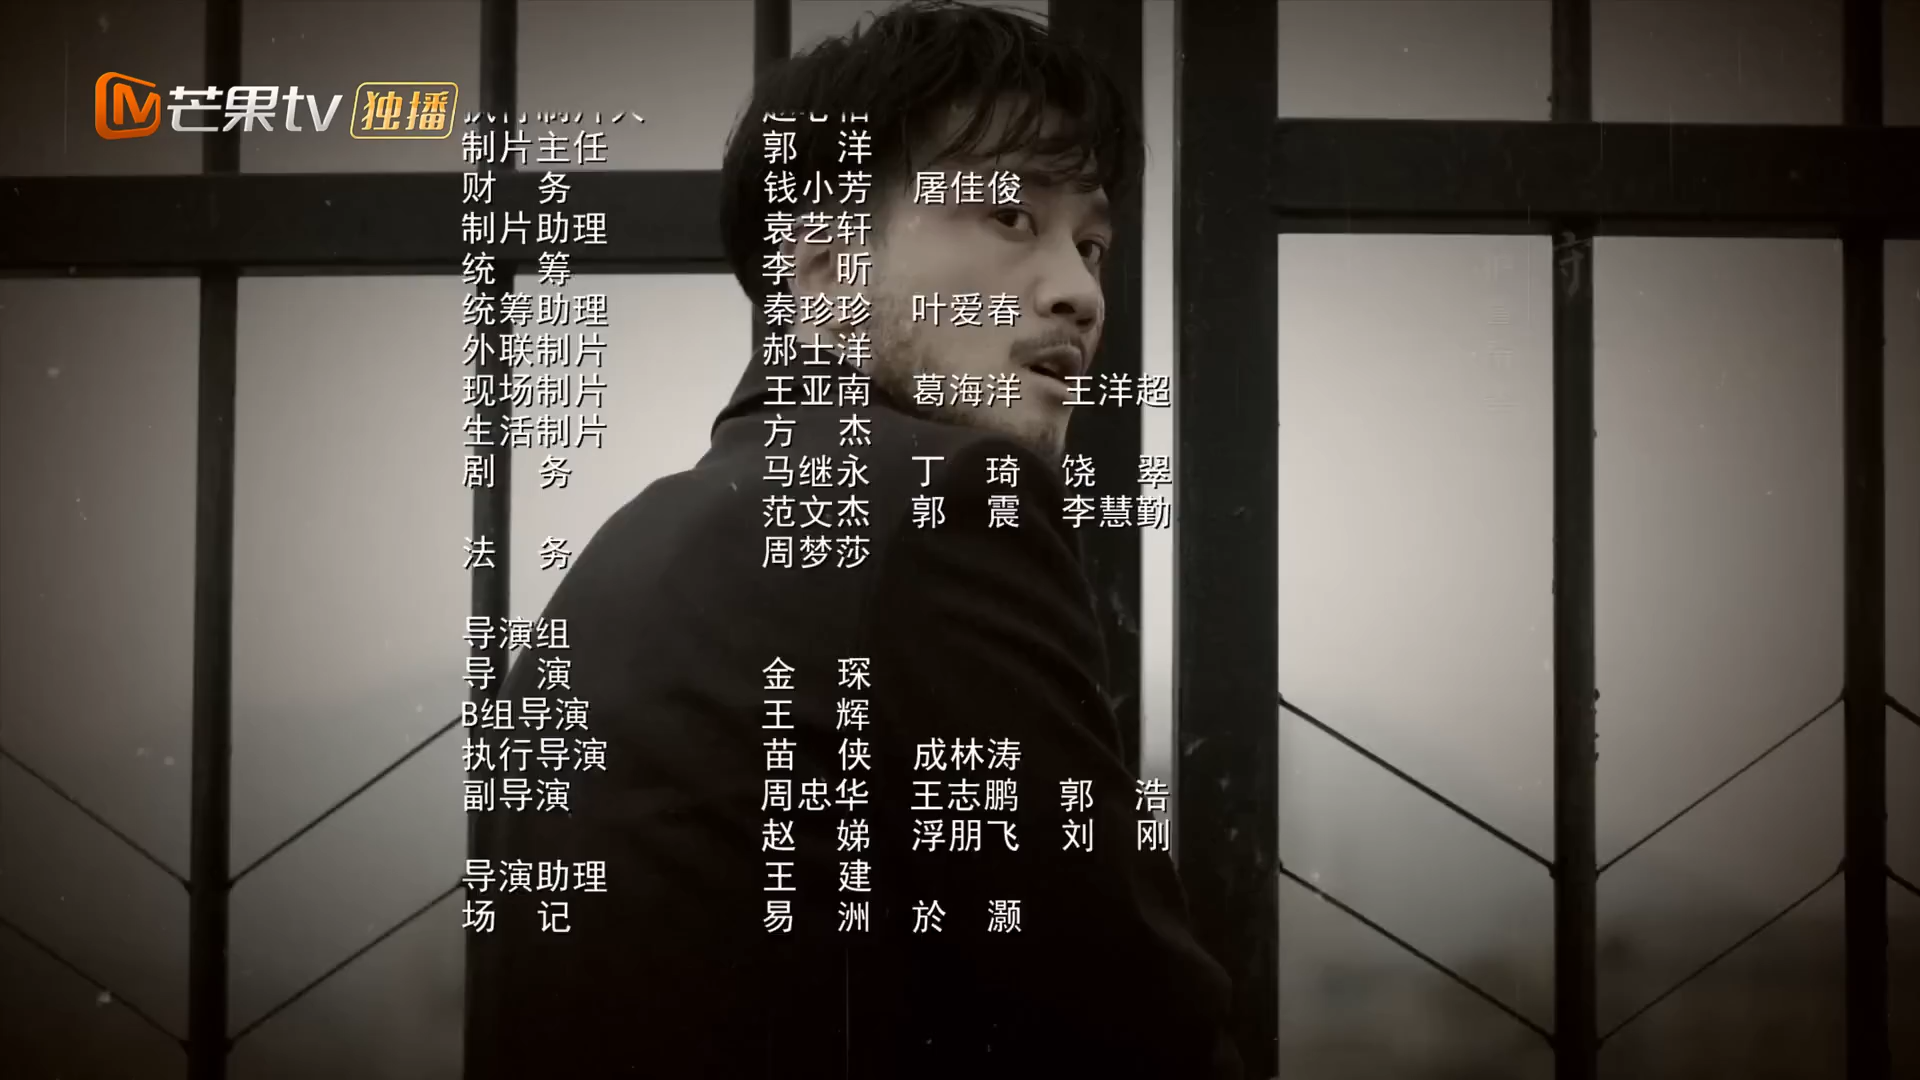 芒果tv 独播
制片主任 郭 洋
财 务 钱小芳 屠佳俊
制片助理 袁艺轩
统 筹 李 昕
统筹助理 秦珍珍 叶爱春
外联制片 郝士洋
现场制片 王亚南 葛海洋 王洋超
生活制片 方 杰
剧 务 马继永 丁 琦 饶 翠
范文杰 郭 震 李慧勤
法 务 周梦莎
导演组
导 演 金 琛
B组导演 王 辉
执行导演 苗 侠 成林涛
副导演 周忠华 王志鹏 郭 浩
赵 娣 浮朋飞 刘 刚
导演助理 王 建
场 记 易 洲 於 灏